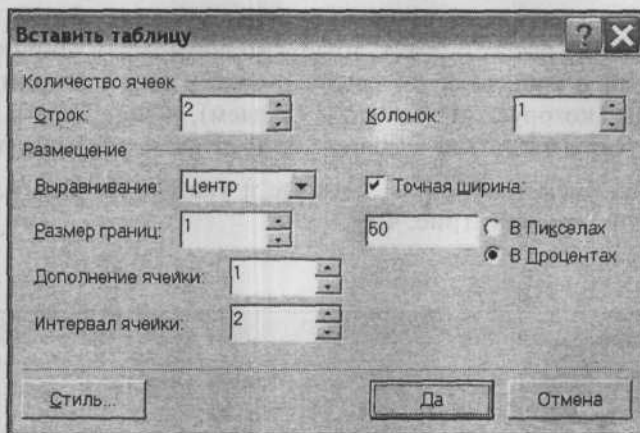 Вставить таблицу ?
Количество ячеек
Строк: 2 Колонок: 1
Размещение
Выравнивание: Центр Точная ширина:
Размер границ: 1 50 В Пикселах
В Процентах
Дополнение ячейки: 1
Интервал ячейки: 2
Стиль... Да Отмена